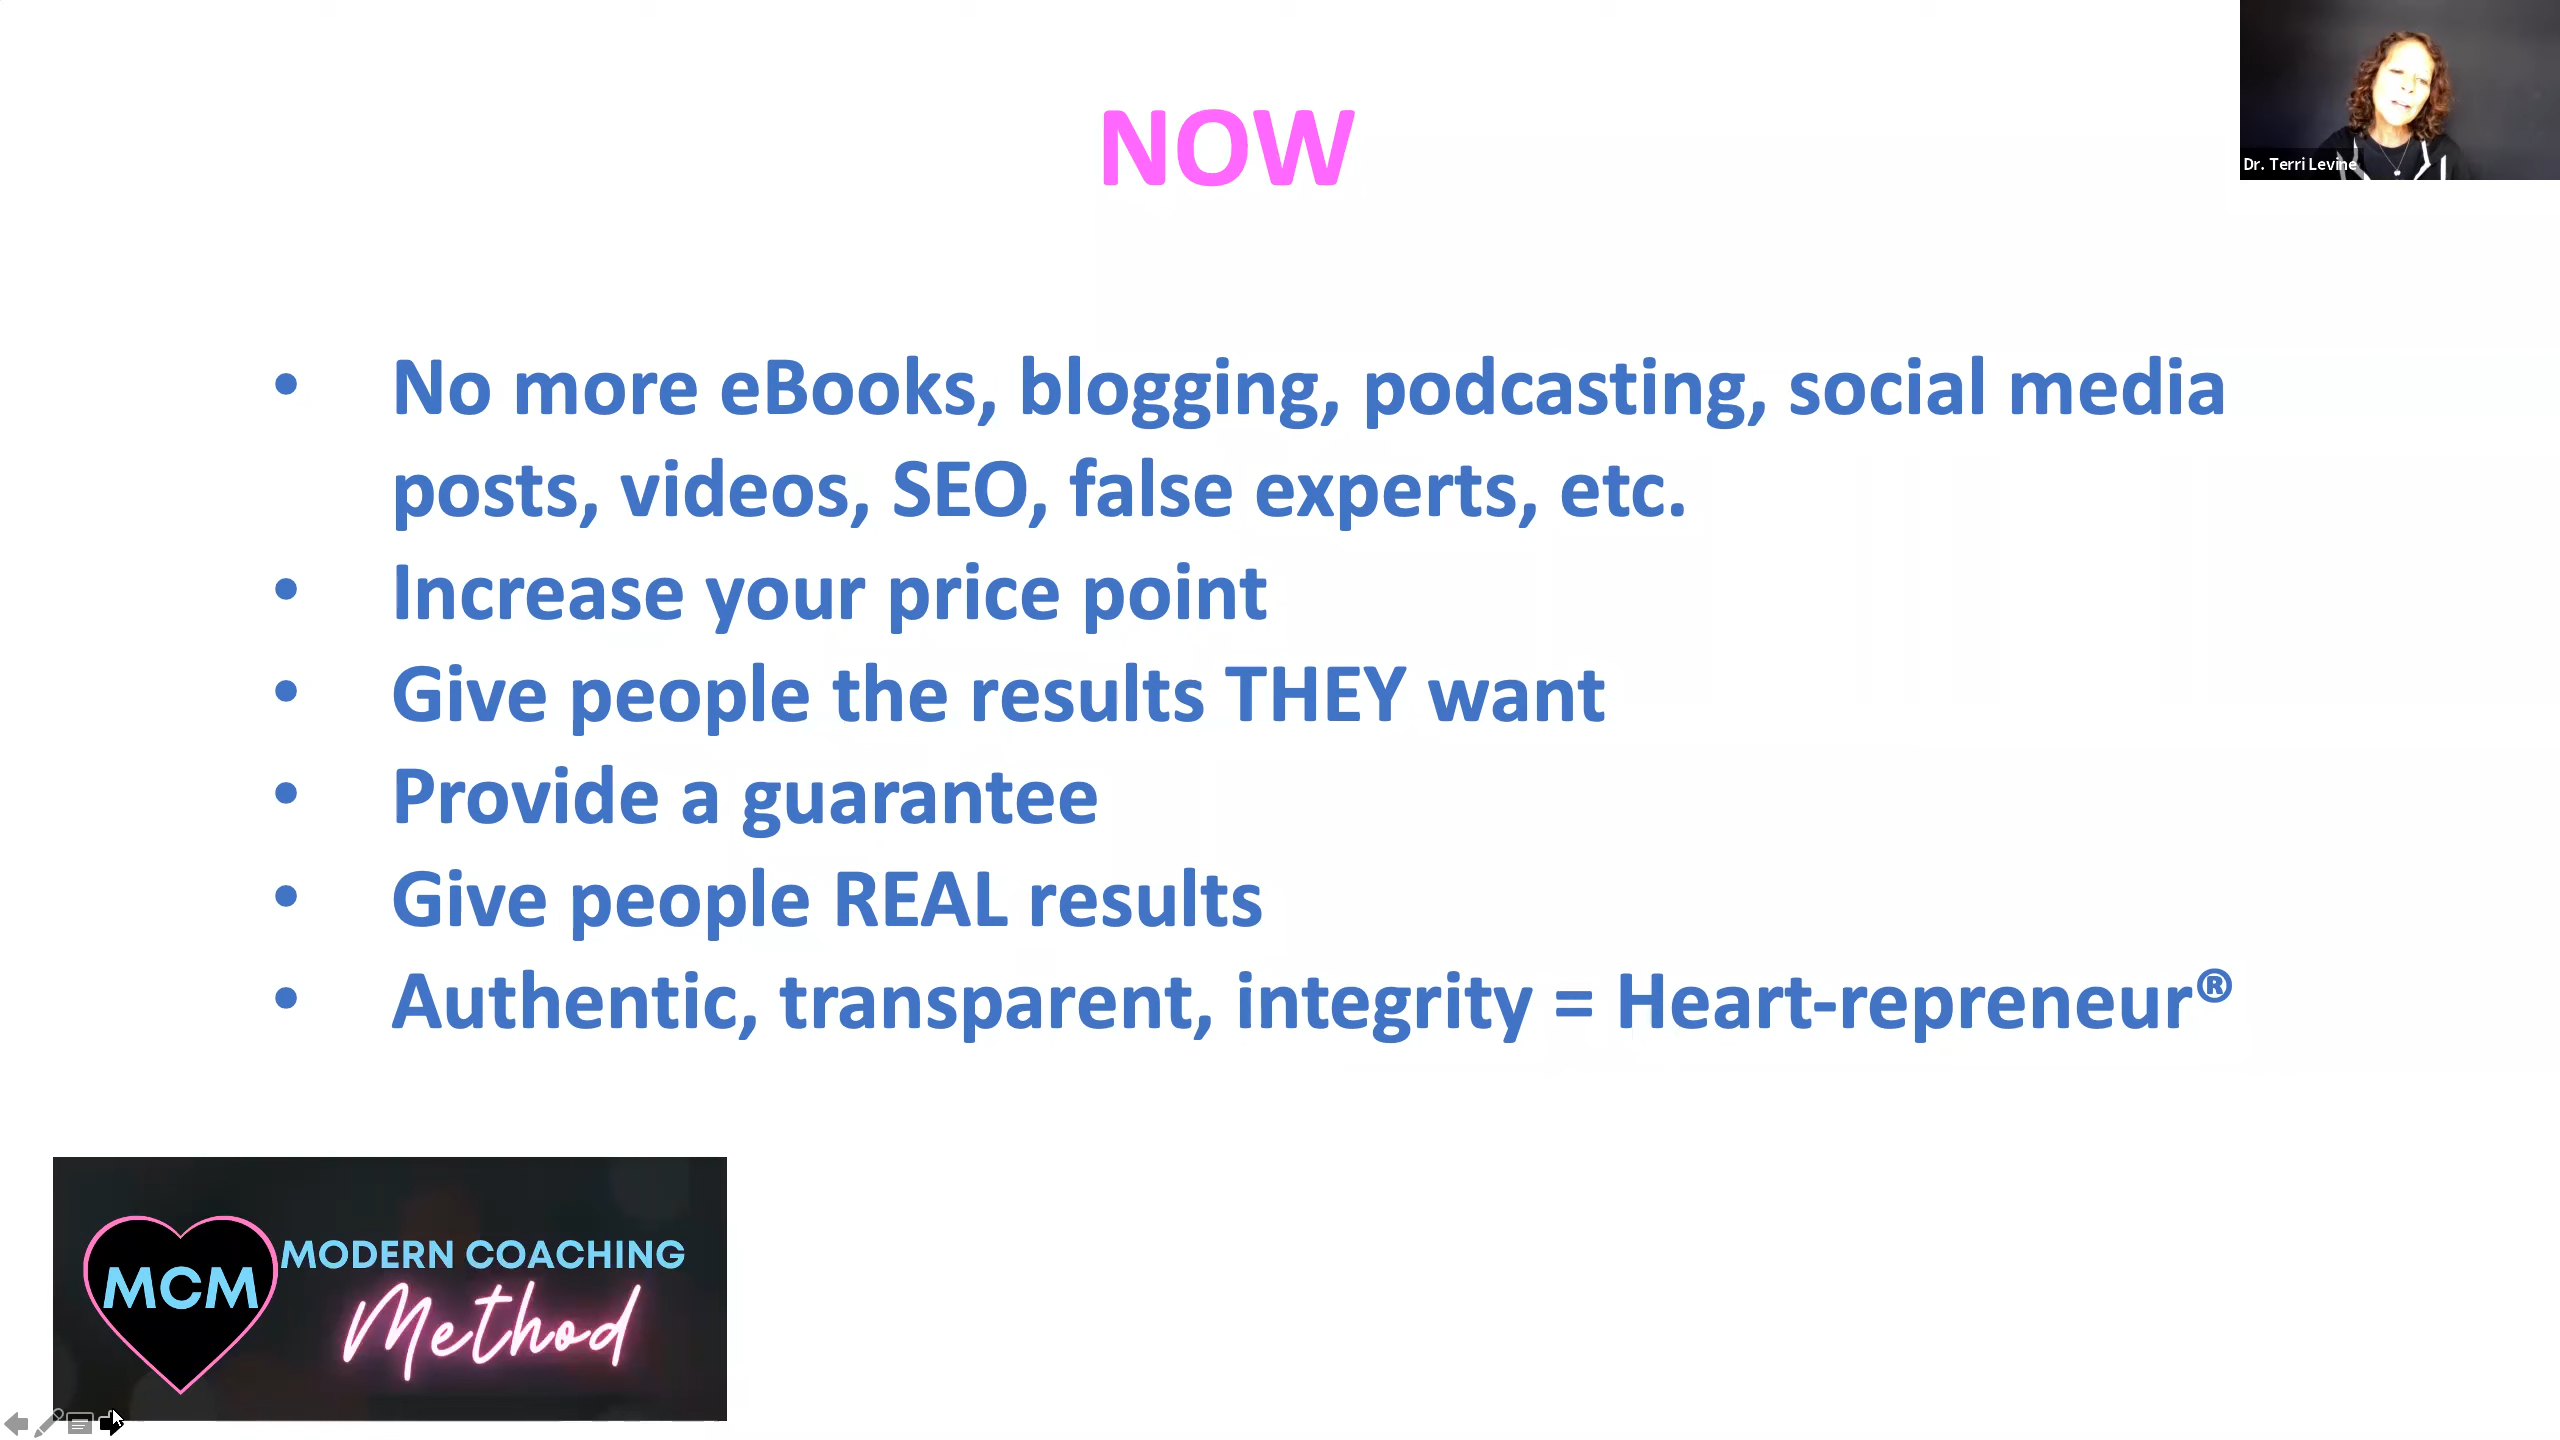 NOW
Dr. Terri Levine
• No more eBooks, blogging, podcasting, social media
posts, videos, SEO, false experts, etc.
• Increase your price point
• Give people the results THEY want
• Provide a guarantee
• Give people REAL results
• Authentic, transparent, integrity = Heart-repreneur®
MCM
MODERN COACHING
Method